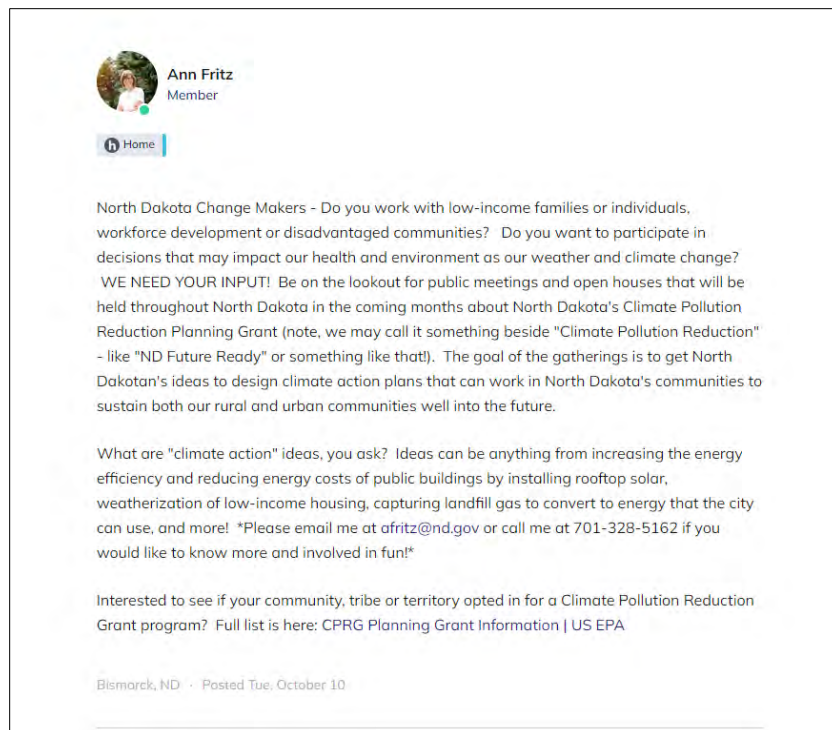 Ann Fritz
Member
h Home
North Dakota Change Makers - Do you work with low-income families or individuals,
workforce development or disadvantaged communities? Do you want to participate in
decisions that may impact our health and environment as our weather and climate change?
WE NEED YOUR INPUT! Be on the lookout for public meetings and open houses that will be
held throughout North Dakota in the coming months about North Dakota's Climate Pollution
Reduction Planning Grant (note, we may call it something beside "Climate Pollution Reduction"
- like "ND Future Ready" or something like that!). The goal of the gatherings is to get North
Dakotan's ideas to design climate action plans that can work in North Dakota's communities to
sustain both our rural and urban communities well into the future.
What are "climate action" ideas, you ask? Ideas can be anything from increasing the energy
efficiency and reducing energy costs of public buildings by installing rooftop solar,
weatherization of low-income housing, capturing landfill gas to convert to energy that the city
can use, and more! *Please email me at afritz@nd.gov or call me at 701-328-5162 if you
would like to know more and involved in fun!*
Interested to see if your community, tribe or territory opted in for a Climate Pollution Reduction
Grant program? Full list is here: CPRG Planning Grant Information | US EPA
Bismarck, ND · Posted Tue, October 10